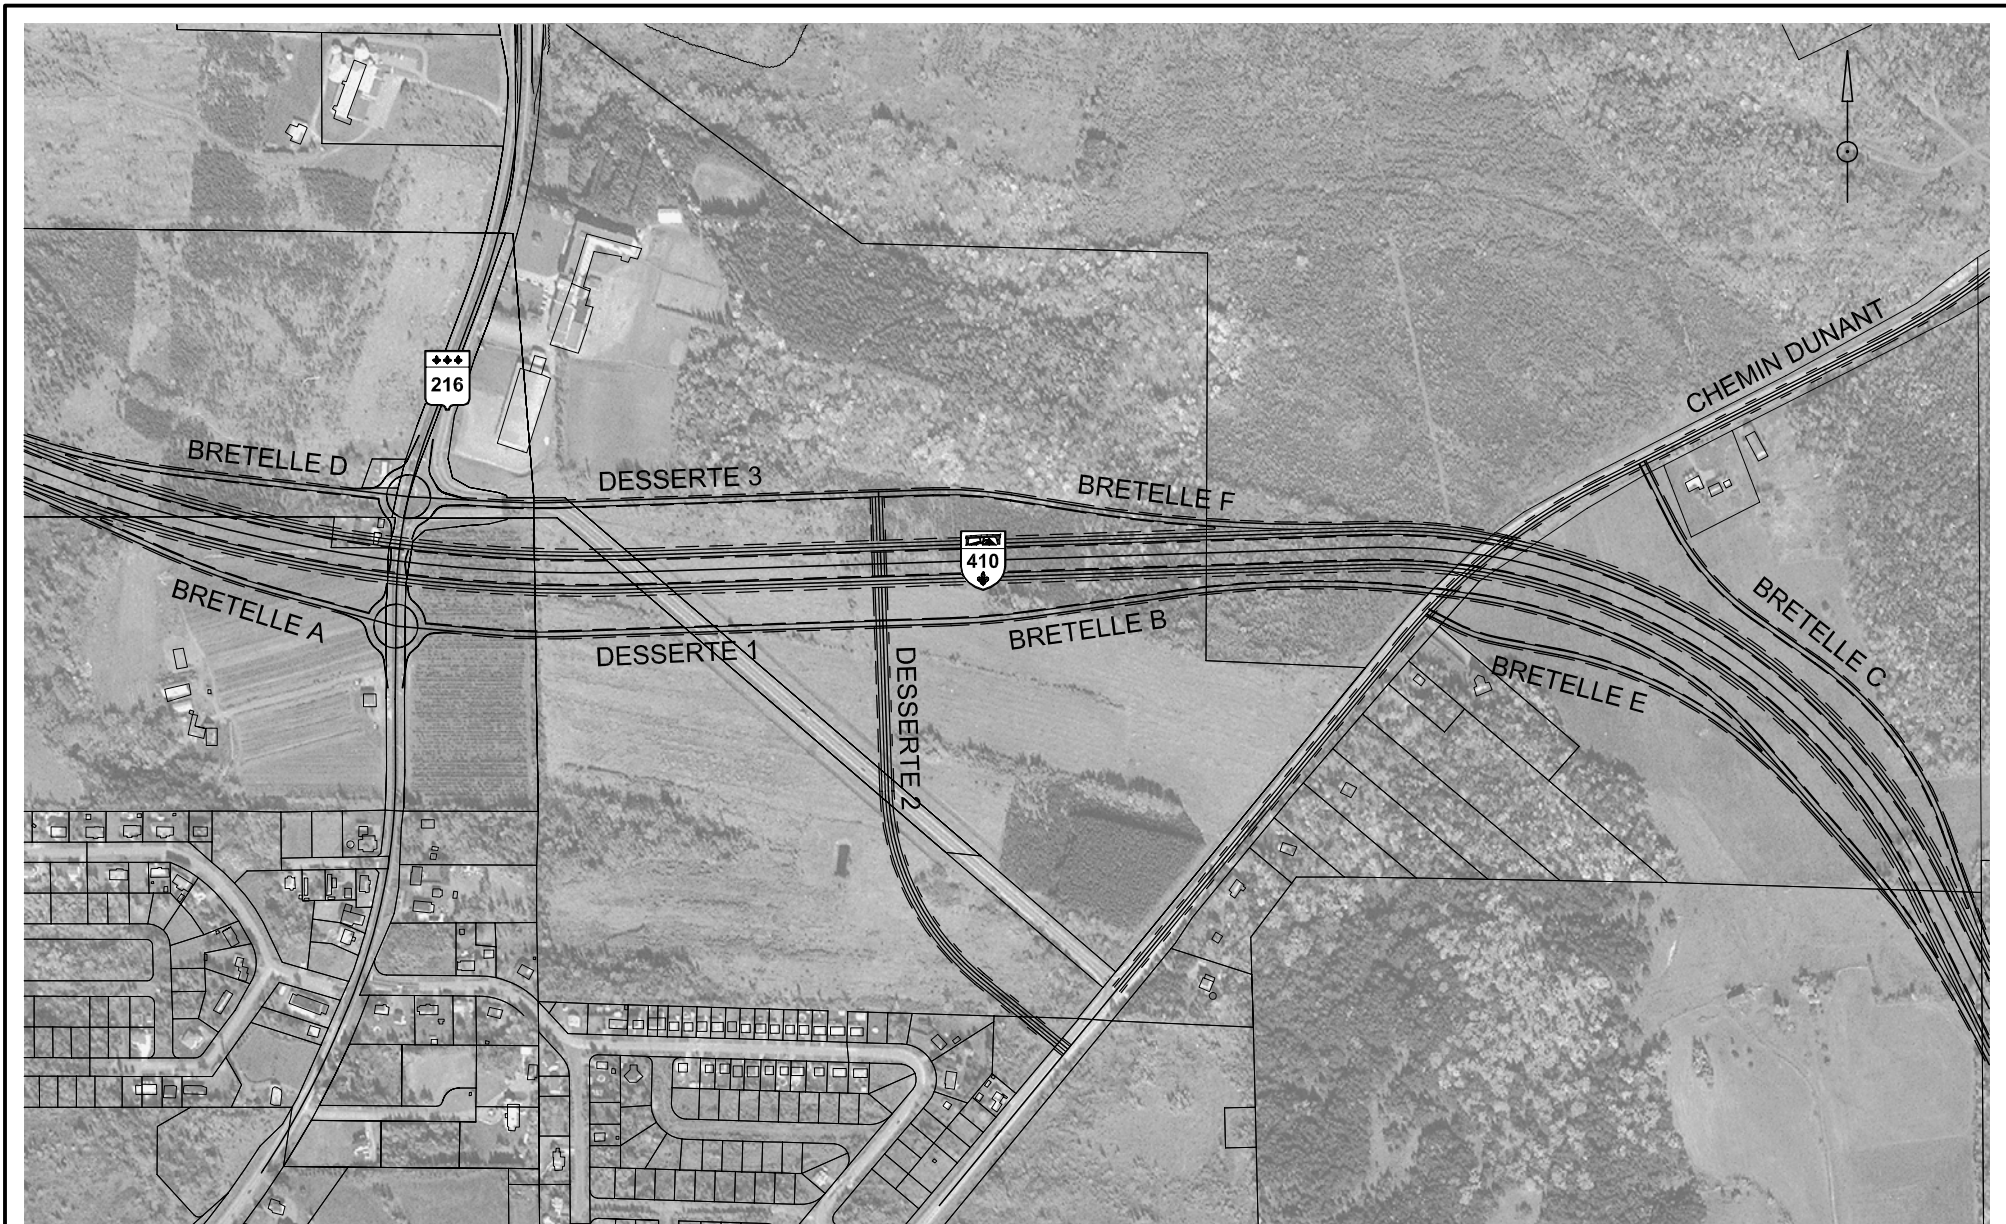 CHEMIN DUNANT
216
BRETELLE D
DESSERTE 3
BRETELLE F
410
BRETELLE A
DESSERTE 1
BRETELLE B
DESSERTE 2
BRETELLE C
BRETELLE E